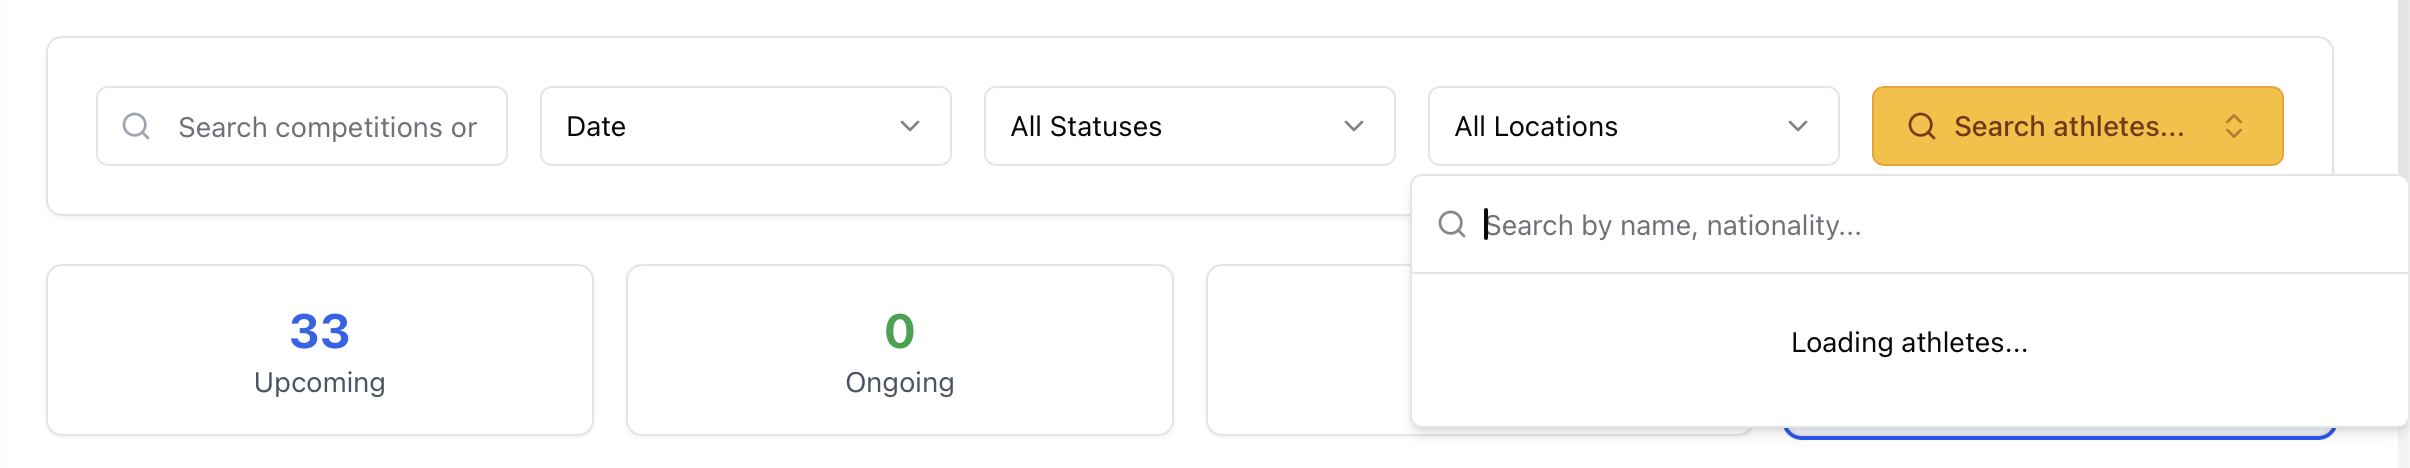 Search competitions or
Date
All Statuses
All Locations
Search athletes...
Search by name, nationality...
Loading athletes...
33
Upcoming
0
Ongoing